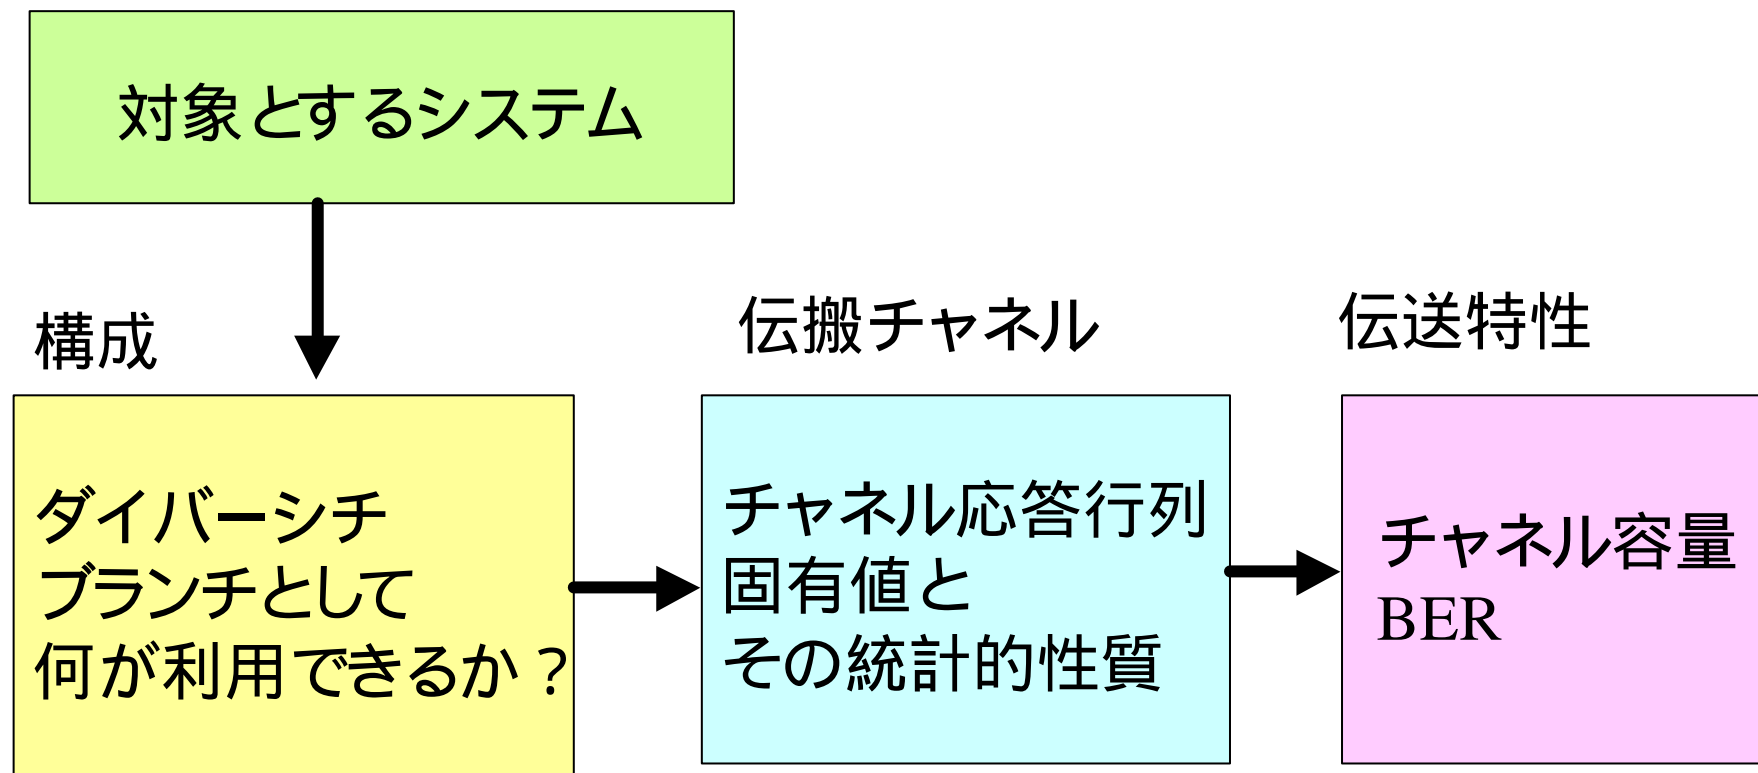 対象とするシステム
構成
ダイバーシチ
ブランチとして
何が利用できるか？
伝搬チャネル
チャネル応答行列
固有値と
その統計的性質
伝送特性
チャネル容量
BER